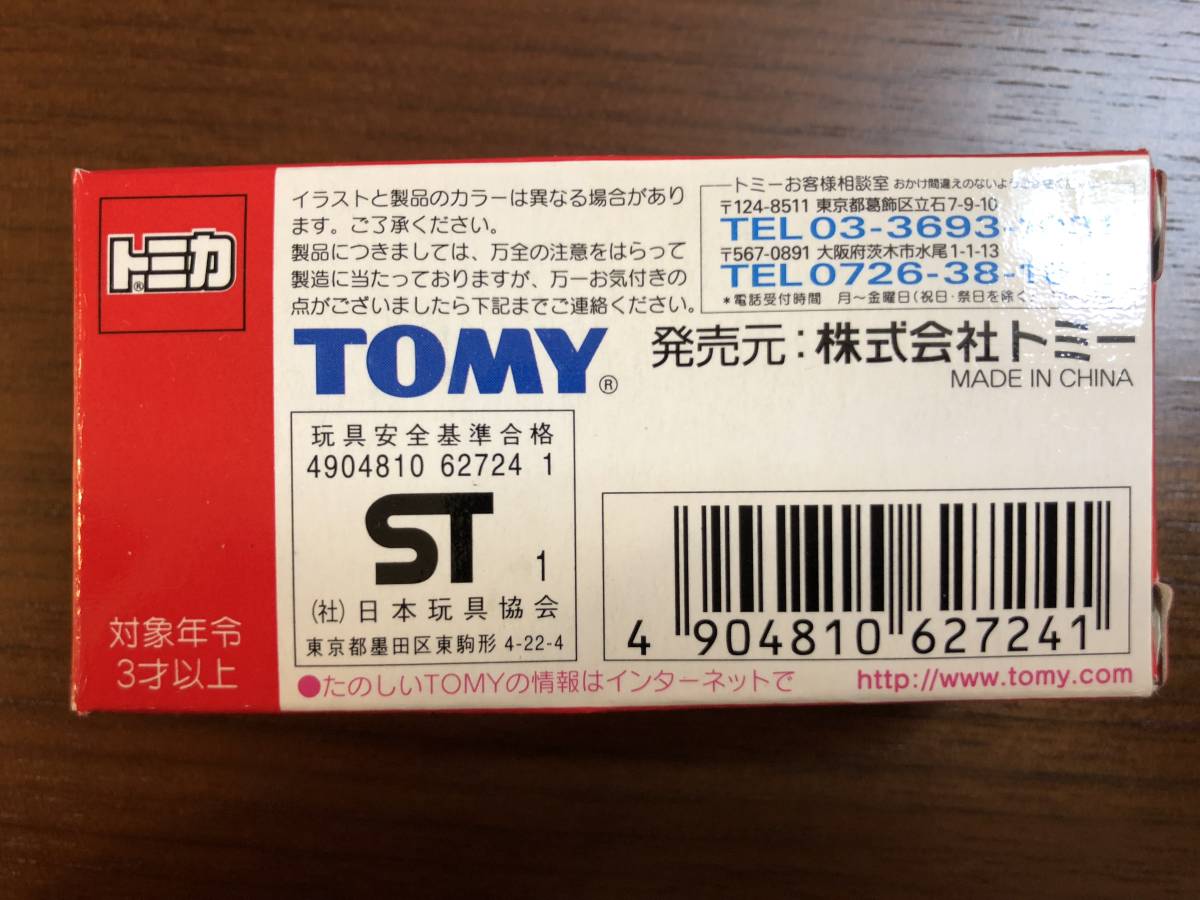 トミカ®
対象年令
3才以上
イラストと製品のカラーは異なる場合があり
ます。ご了承ください。
製品につきましては、万全の注意をはらって
製造に当たっておりますが、万一お気付きの
点がございましたら下記までご連絡ください。
トミーお客様相談室 おかけ間違えのないよう
〒124-8511 東京都葛飾区立石7-9-10
TEL 03-3693-
〒567-0891 大阪府茨木市水尾1-1-13
TEL 0726-38-
*電話受付時間 月〜金曜日(祝日・祭日を除く
TOMY®
発売元:株式会社トミー
MADE IN CHINA
玩具安全基準合格
4904810 62724 1
ST 1
(社)日本玩具協会
東京都墨田区東駒形 4-22-4
4 904810 627241
●たのしいTOMYの情報はインターネットで http://www.tomy.com